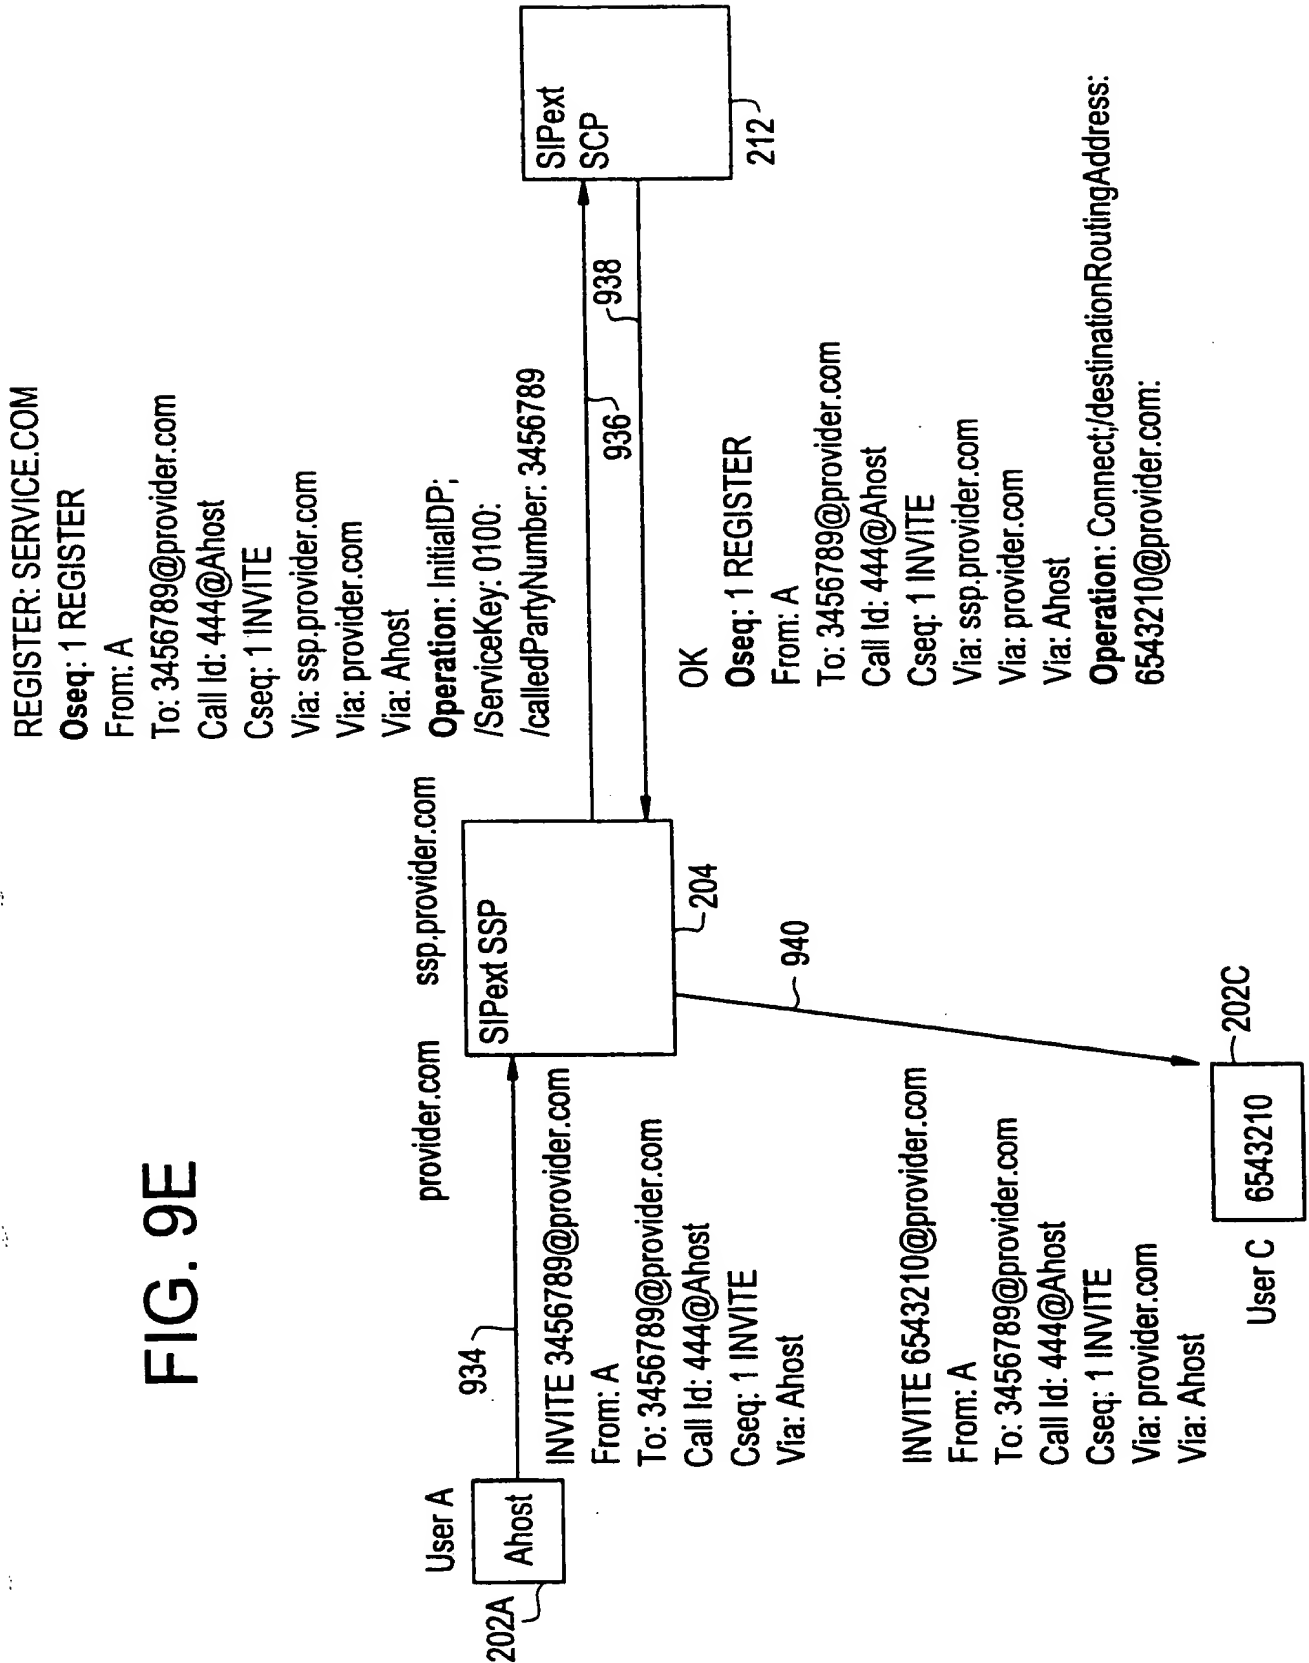 FIG. 9E
REGISTER: SERVICE.COM
Oseq: 1 REGISTER
From: A
To: 3456789@provider.com
Call Id: 444@Ahost
Cseq: 1 INVITE
Via: ssp.provider.com
Via: provider.com
Via: Ahost
Operation: InitialDP;
/ServiceKey: 0100:
/calledPartyNumber: 3456789
User A
Ahost
202A
934
provider.com
ssp.provider.com
SIPext SSP
204
936
938
SIPext
SCP
212
INVITE 3456789@provider.com
From: A
To: 3456789@provider.com
Call Id: 444@Ahost
Cseq: 1 INVITE
Via: Ahost
OK
Oseq: 1 REGISTER
From: A
To: 3456789@provider.com
Call Id: 444@Ahost
Cseq: 1 INVITE
Via: ssp.provider.com
Via: provider.com
Via: Ahost
Operation: Connect;/destinationRoutingAddress:
6543210@provider.com:
940
INVITE 6543210@provider.com
From: A
To: 3456789@provider.com
Call Id: 444@Ahost
Cseq: 1 INVITE
Via: provider.com
Via: Ahost
User C
6543210
202C